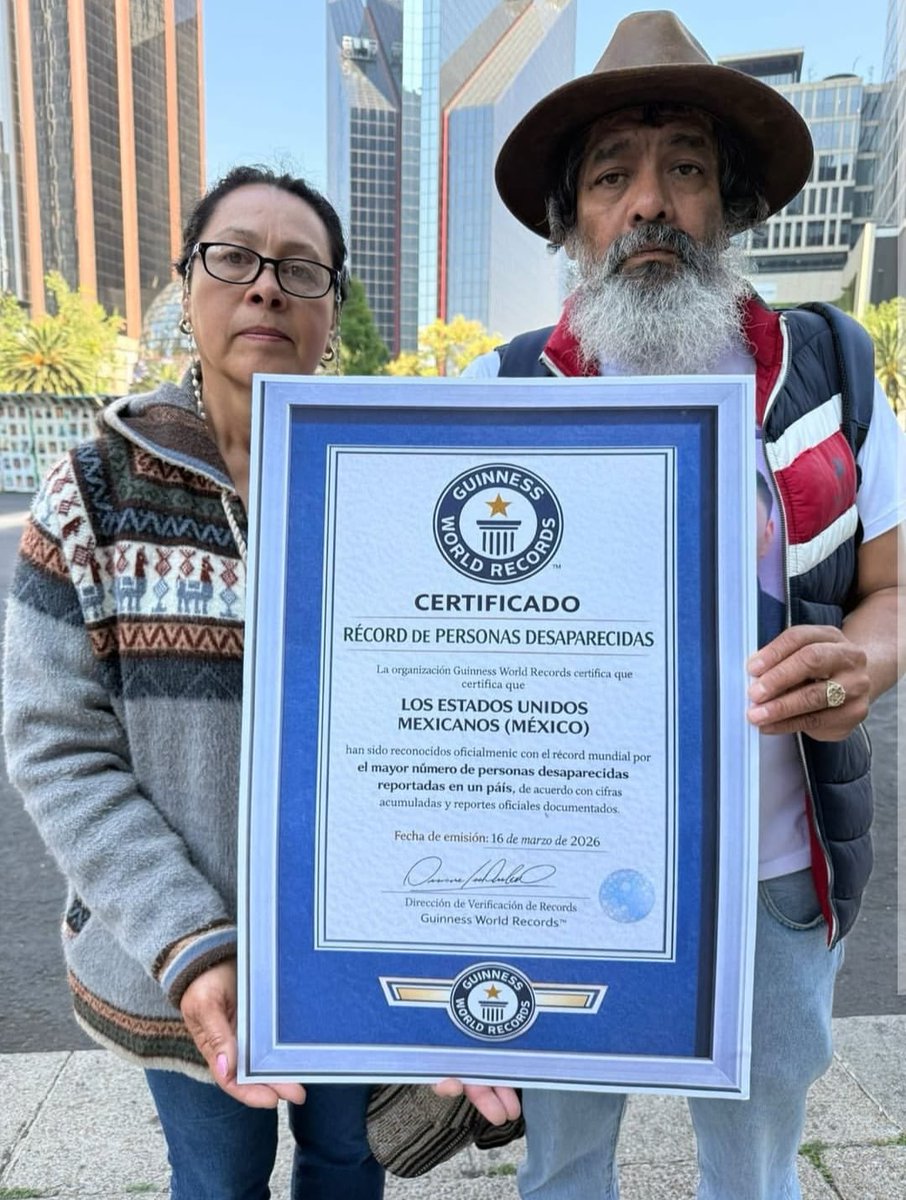 GUINNESS
WORLD RECORDS
™
CERTIFICADO
RÉCORD DE PERSONAS DESAPARECIDAS
La organización Guinness World Records certifica que
certifica que
LOS ESTADOS UNIDOS
MEXICANOS (MÉXICO)
han sido reconocidos oficialmenic con el récord mundial por
el mayor número de personas desaparecidas
reportadas en un páis, de acuerdo con cifras
acumuladas y reportes oficiales documentados.
Fecha de emisión: 16 de marzo de 2026
Dirección de Verificación de Records
Guinness World Records™
GUINNESS
WORLD RECORDS